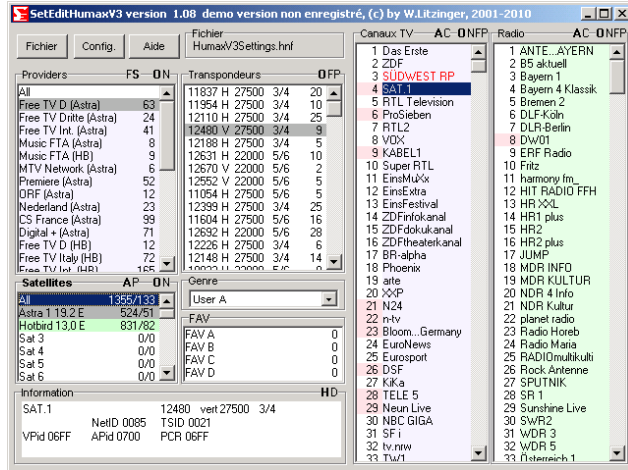 SetEditHumaxV3 version 1.08 demo version non enregistré, (c) by W.Litzinger, 2001-2010
Fichier
Config.
Aide
Fichier
HumaxV3Settings.hnf
Providers FS ON
All
Free TV D (Astra) 63
Free TV Dritte (Astra) 24
Free TV Int. (Astra) 41
Music FTA (Astra) 8
Music FTA (HB) 9
MTV Network (Astra) 6
Premiere (Astra) 52
ORF (Astra) 12
Nederland (Astra) 23
CS France (Astra) 99
Digital + (Astra) 71
Free TV D (HB) 12
Free TV Italy (HB) 72
Free TV Int. (HB) 165
Transpondeurs OFP
11837 H 27500 3/4 20
11954 H 27500 3/4 10
12110 H 27500 3/4 25
12480 V 27500 3/4 9
12188 H 27500 3/4 5
12631 H 22000 5/6 10
12670 V 22000 5/6 2
12552 V 22000 5/6 5
11054 H 27500 5/6 5
12399 H 27500 3/4 25
11604 H 27500 5/6 16
12692 H 22000 5/6 28
12226 H 27500 3/4 6
12148 H 27500 3/4 14
Satellites AP ON
All 1355/133
Astra 1 19.2 E 524/51
Hotbird 13,0 E 831/82
Sat 3 0/0
Sat 4 0/0
Sat 5 0/0
Sat 6 0/0
Genre
User A
FAV
FAV A 0
FAV B 0
FAV C 0
FAV D 0
Information HD
SAT.1 12480 vert 27500 3/4
NetID 0085 TSID 0021
VPid 06FF APid 0700 PCR 06FF
Canaux TV AC ONFP
1 Das Erste
2 ZDF
3 SÜDWEST RP
4 SAT.1
5 RTL Television
6 ProSieben
7 RTL2
8 VOX
9 KABEL1
10 Super RTL
11 EinsMuXx
12 EinsExtra
13 EinsFestival
14 ZDFinfokanal
15 ZDFdokukanal
16 ZDFtheaterkanal
17 BR-alpha
18 Phoenix
19 arte
20 XXP
21 N24
22 n-tv
23 Bloom...Germany
24 EuroNews
25 Eurosport
26 DSF
27 KiKa
28 TELE 5
29 Neun Live
30 NBC GIGA
31 SF i
32 tv.nrw
33 TW1
Radio AC ONFP
1 ANTE...AYERN
2 B5 aktuell
3 Bayern 1
4 Bayern 4 Klassik
5 Bremen 2
6 DLF-Köln
7 DLR-Berlin
8 DW01
9 ERF Radio
10 Fritz
11 harmony fm_
12 HIT RADIO FFH
13 HR XXL
14 HR1 plus
15 HR2
16 HR2 plus
17 JUMP
18 MDR INFO
19 MDR KULTUR
20 NDR 4 Info
21 NDR Kultur
22 planet radio
23 Radio Horeb
24 Radio Maria
25 RADIOmultikulti
26 Rock Antenne
27 SPUTNIK
28 SR 1
29 Sunshine Live
30 SWR2
31 WDR 3
32 WDR 5
33 Österreich 1